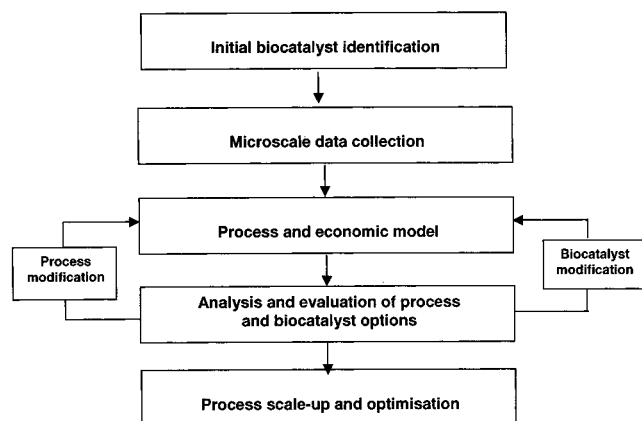 Initial biocatalyst identification
Microscale data collection
Process and economic model
Process
modification
Biocatalyst
modification
Analysis and evaluation of process
and biocatalyst options
Process scale-up and optimisation